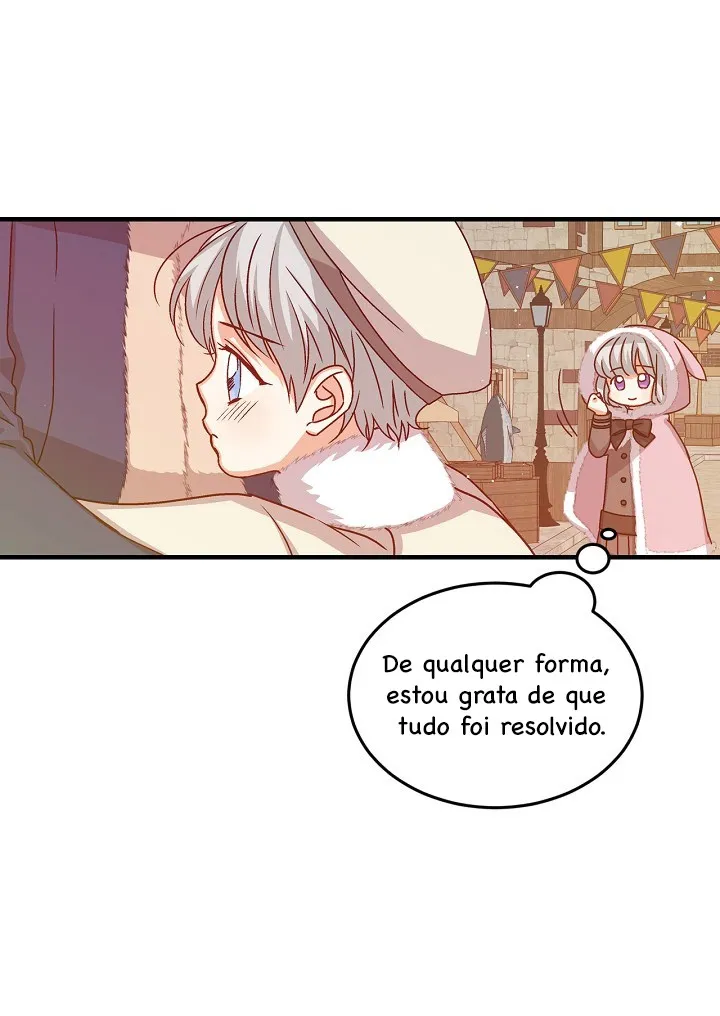 De qualquer forma,
estou grata de que
tudo foi resolvido.